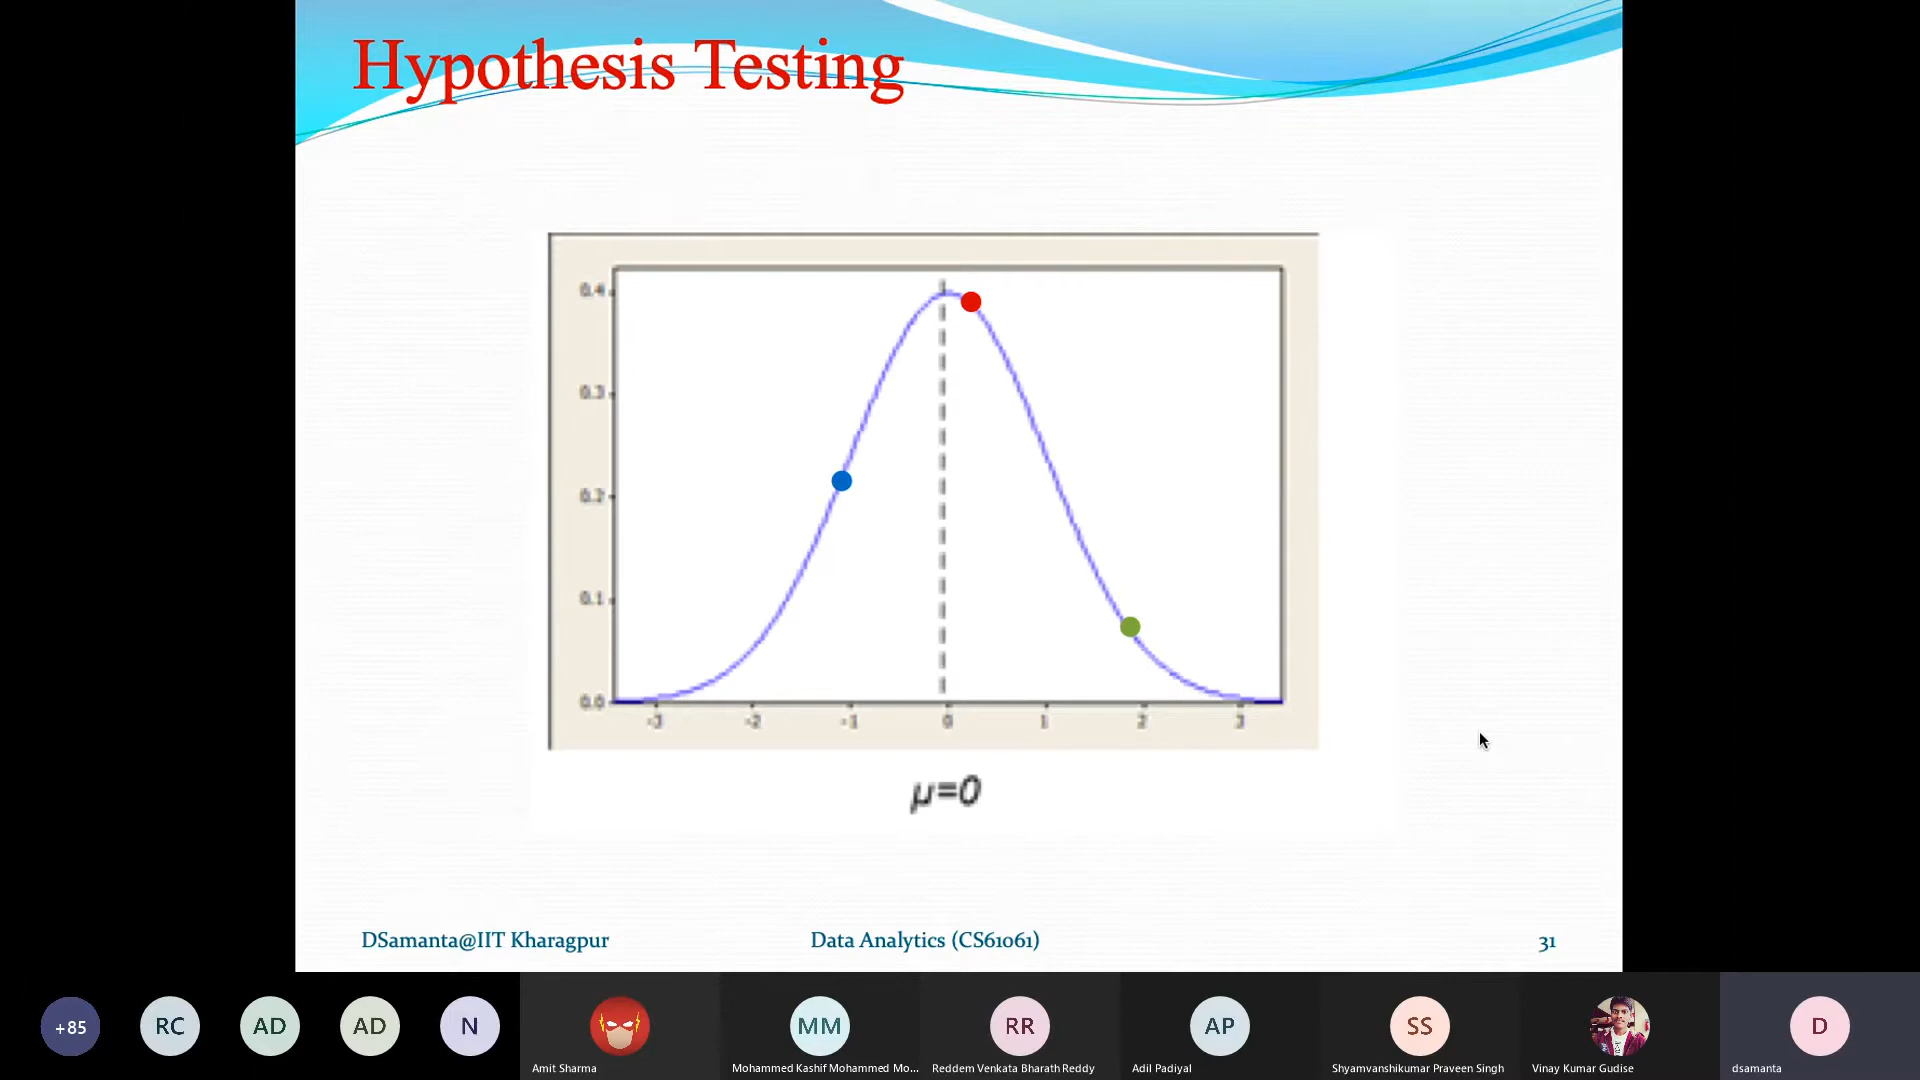 Hypothesis Testing
0.4
0.3
0.2
0.1
0.0
-3 -2 -1 0 1 2 3
μ=0
DSamanta@IIT Kharagpur Data Analytics (CS61061) 31
+85 RC AD AD N MM RR AP SS D
Amit Sharma Mohammed Kashif Mohammed Mo... Reddem Venkata Bharath Reddy Adil Padiyal Shyamvanshikumar Praveen Singh Vinay Kumar Gudise dsamanta